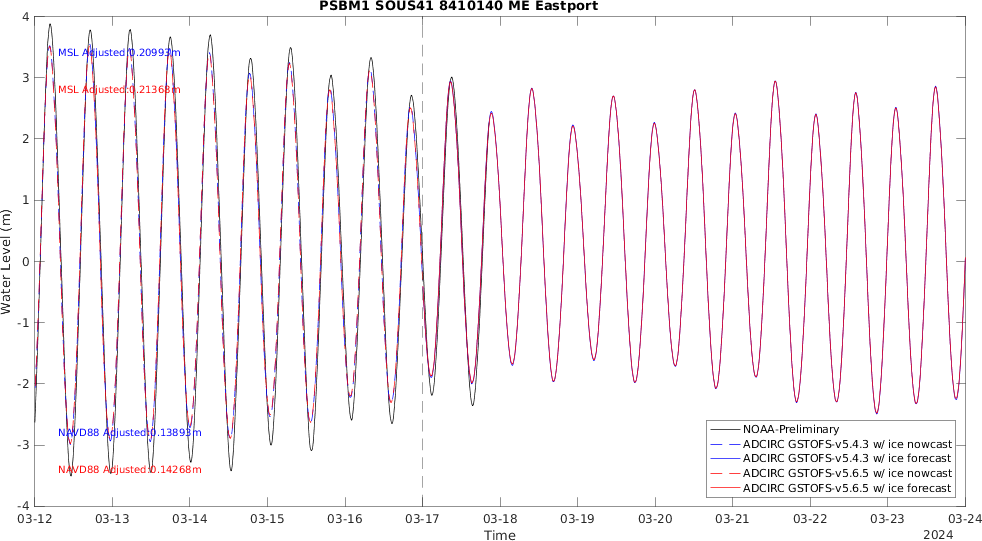 PSBM1 SOUS41 8410140 ME Eastport
4
3
2
1
0
-1
-2
-3
-4
Water Level (m)
MSL Adjusted:0.20993m
MSL Adjusted:0.21368m
NAVD88 Adjusted:0.13893m
NAVD88 Adjusted:0.14268m
NOAA-Preliminary
ADCIRC GSTOFS-v5.4.3 w/ ice nowcast
ADCIRC GSTOFS-v5.4.3 w/ ice forecast
ADCIRC GSTOFS-v5.6.5 w/ ice nowcast
ADCIRC GSTOFS-v5.6.5 w/ ice forecast
03-12 03-13 03-14 03-15 03-16 03-17 03-18 03-19 03-20 03-21 03-22 03-23 03-24
Time
2024